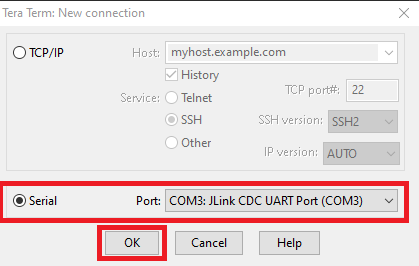 Tera Term: New connection
TCP/IP
Host: myhost.example.com
History
Service: Telnet
TCP port#: 22
SSH
SSH version: SSH2
Other
IP version: AUTO
Serial
Port: COM3: JLink CDC UART Port (COM3)
OK
Cancel
Help